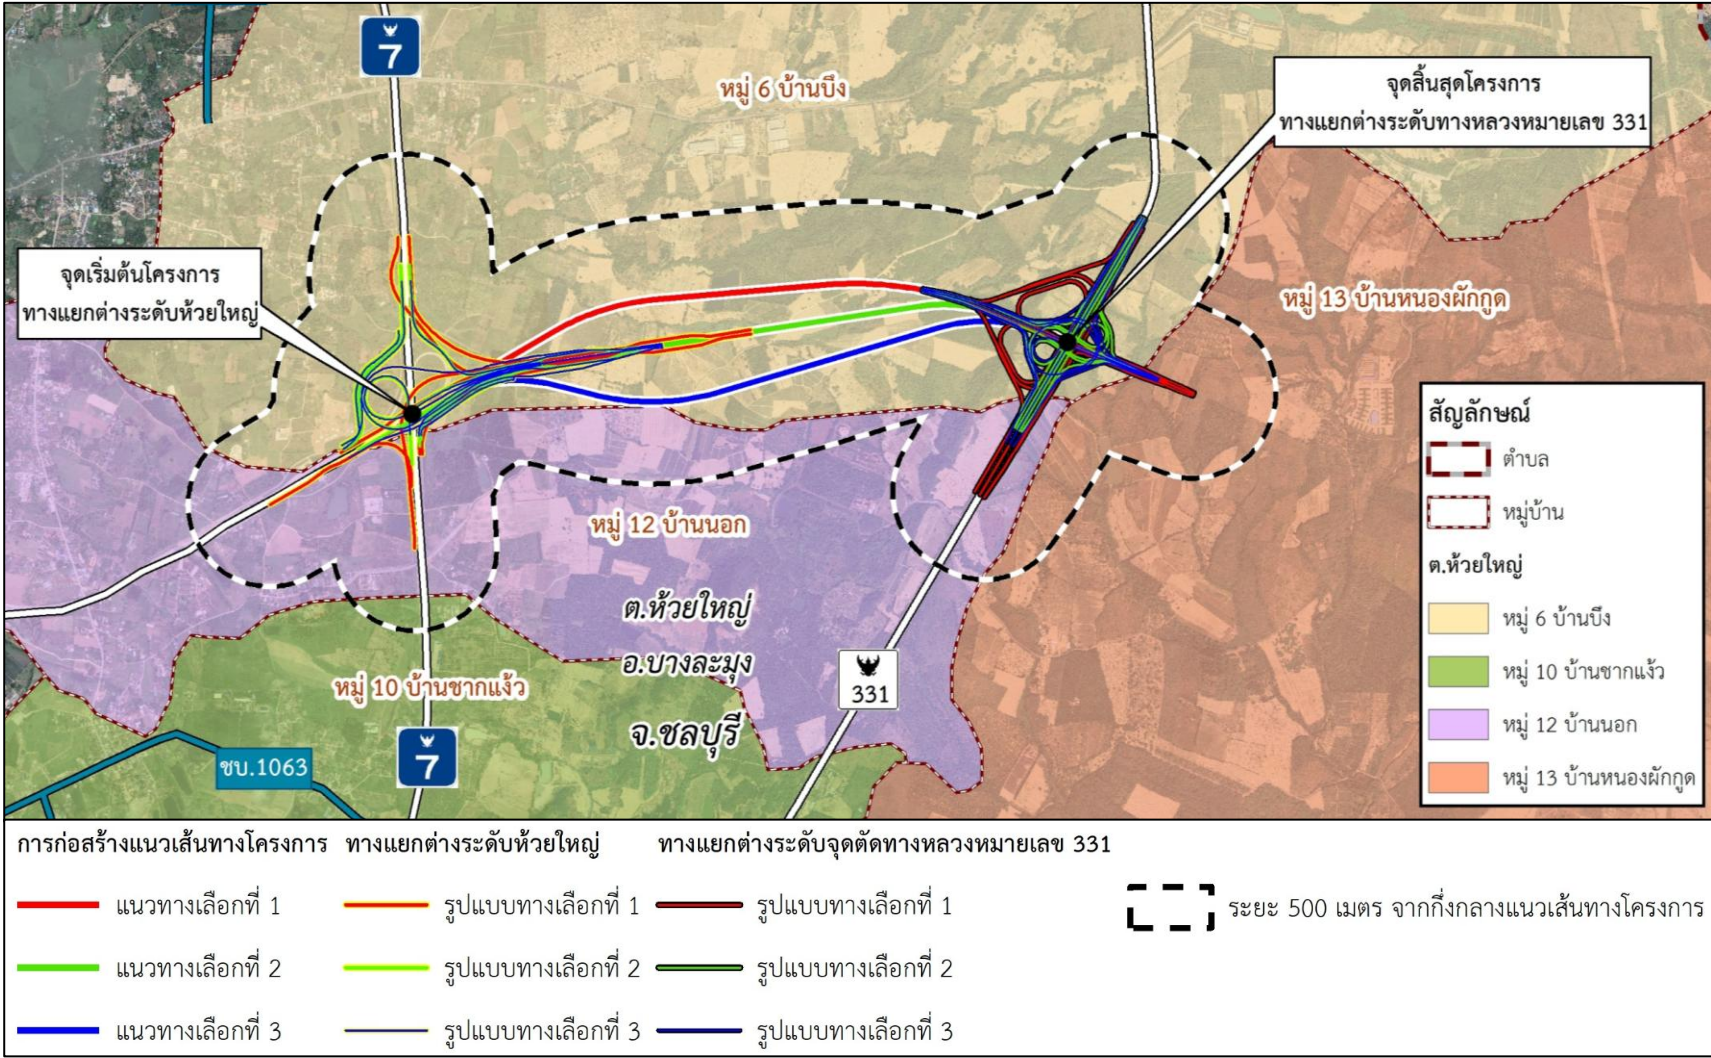 7
หมู่ 6 บ้านบึง
จุดสิ้นสุดโครงการ
ทางแยกต่างระดับทางหลวงหมายเลข 331
จุดเริ่มต้นโครงการ
ทางแยกต่างระดับห้วยใหญ่
หมู่ 13 บ้านหนองผักกูด
หมู่ 12 บ้านนอก
ต.ห้วยใหญ่
อ.บางละมุง
จ.ชลบุรี
331
หมู่ 10 บ้านชากแง้ว
7
ชบ.1063
สัญลักษณ์
ตำบล
หมู่บ้าน
ต.ห้วยใหญ่
หมู่ 6 บ้านบึง
หมู่ 10 บ้านชากแง้ว
หมู่ 12 บ้านนอก
หมู่ 13 บ้านหนองผักกูด
การก่อสร้างแนวเส้นทางโครงการ ทางแยกต่างระดับห้วยใหญ่ ทางแยกต่างระดับจุดตัดทางหลวงหมายเลข 331
แนวทางเลือกที่ 1 รูปแบบทางเลือกที่ 1 รูปแบบทางเลือกที่ 1 ระยะ 500 เมตร จากกึ่งกลางแนวเส้นทางโครงการ
แนวทางเลือกที่ 2 รูปแบบทางเลือกที่ 2 รูปแบบทางเลือกที่ 2
แนวทางเลือกที่ 3 รูปแบบทางเลือกที่ 3 รูปแบบทางเลือกที่ 3